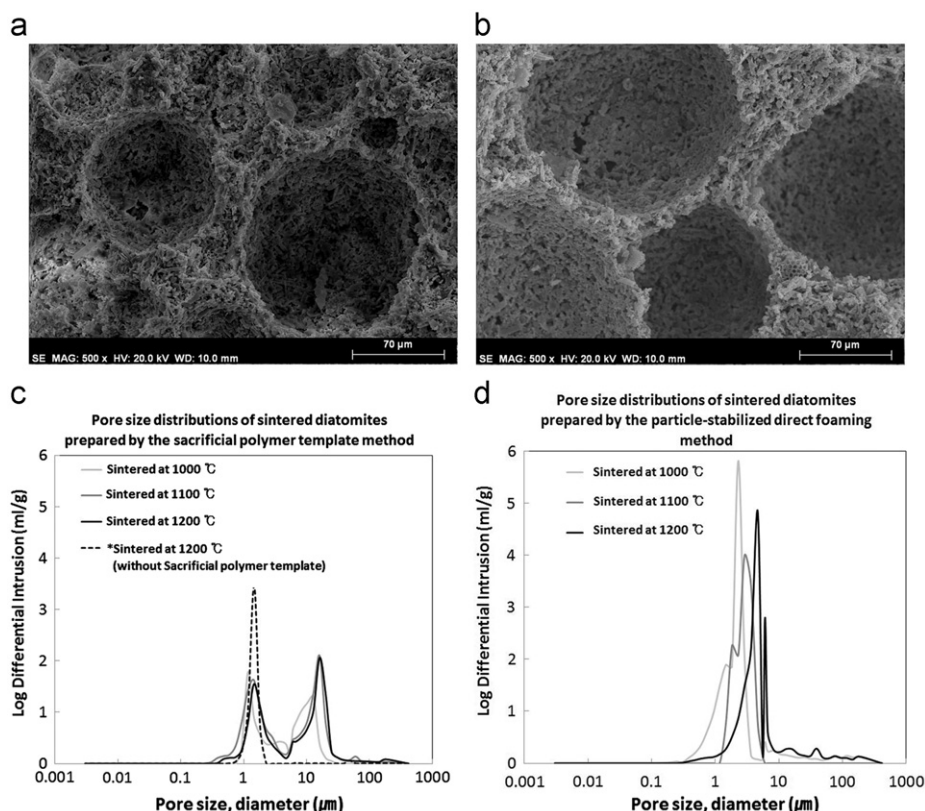 a
b
SE MAG: 500 x HV: 20.0 kV WD: 10.0 mm
70 µm
SE MAG: 500 x HV: 20.0 kV WD: 10.0 mm
70 µm
c
Pore size distributions of sintered diatomites
prepared by the sacrificial polymer template method
6
5
4
3
2
1
0
Log Differential Intrusion (ml/g)
Sintered at 1000 ℃
Sintered at 1100 ℃
Sintered at 1200 ℃
*Sintered at 1200 ℃
(without Sacrificial polymer template)
0.001 0.01 0.1 1 10 100 1000
Pore size, diameter (µm)
d
Pore size distributions of sintered diatomites
prepared by the particle-stabilized direct foaming
method
6
5
4
3
2
1
0
Log Differential Intrusion (ml/g)
Sintered at 1000 ℃
Sintered at 1100 ℃
Sintered at 1200 ℃
0.001 0.01 0.1 1 10 100 1000
Pore size, diameter (µm)